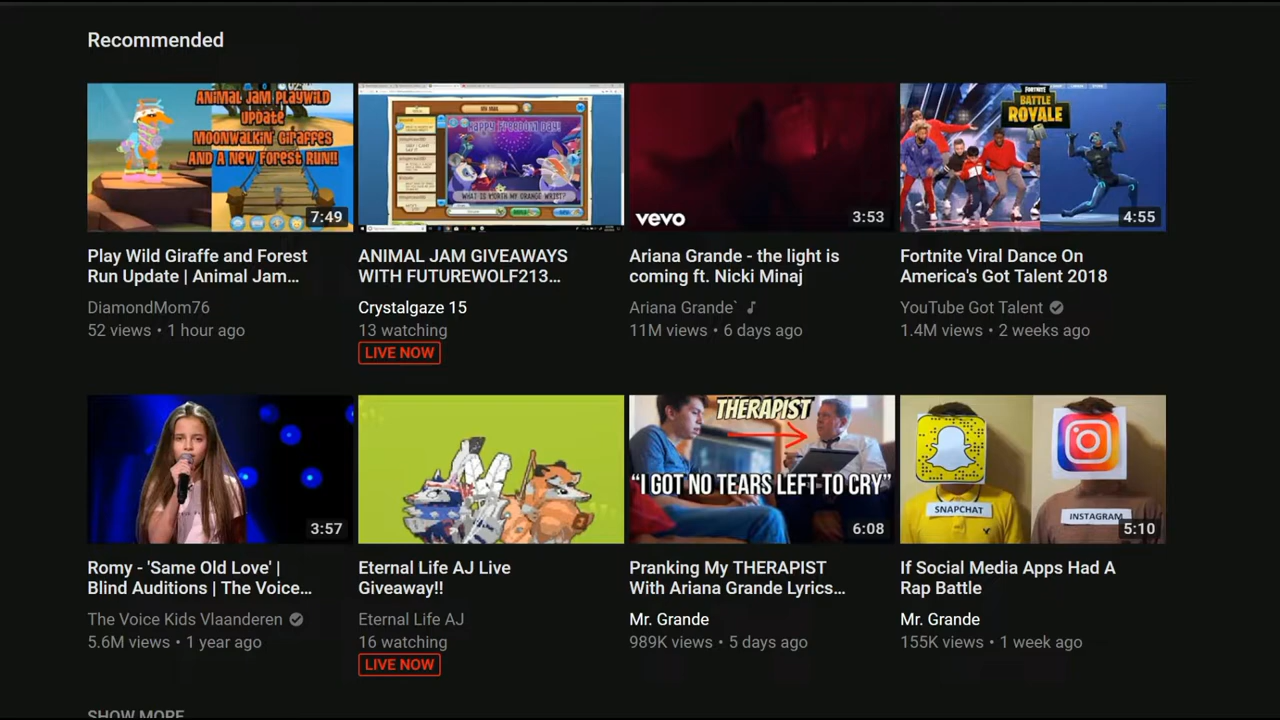 Recommended
ANIMAL JAM PLAYWILD
UPDATE
MOONWALKIN' GIRAFFES
AND A NEW FOREST RUN!!
7:49
HAPPY FREEDOM DAY!
WHAT IS WORTH MY ORANGE WRIST?
vevo
3:53
FORTNITE
BATTLE
ROYALE
4:55
Play Wild Giraffe and Forest
Run Update | Animal Jam...
DiamondMom76
52 views • 1 hour ago
ANIMAL JAM GIVEAWAYS
WITH FUTUREWOLF213...
Crystalgaze 15
13 watching
LIVE NOW
Ariana Grande - the light is
coming ft. Nicki Minaj
Ariana Grande`
11M views • 6 days ago
Fortnite Viral Dance On
America's Got Talent 2018
YouTube Got Talent
1.4M views • 2 weeks ago
3:57
THERAPIST
"I GOT NO TEARS LEFT TO CRY"
6:08
SNAPCHAT
INSTAGRAM
5:10
Romy - 'Same Old Love' |
Blind Auditions | The Voice...
The Voice Kids Vlaanderen
5.6M views • 1 year ago
Eternal Life AJ Live
Giveaway!!
Eternal Life AJ
16 watching
LIVE NOW
Pranking My THERAPIST
With Ariana Grande Lyrics...
Mr. Grande
989K views • 5 days ago
If Social Media Apps Had A
Rap Battle
Mr. Grande
155K views • 1 week ago
SHOW MORE